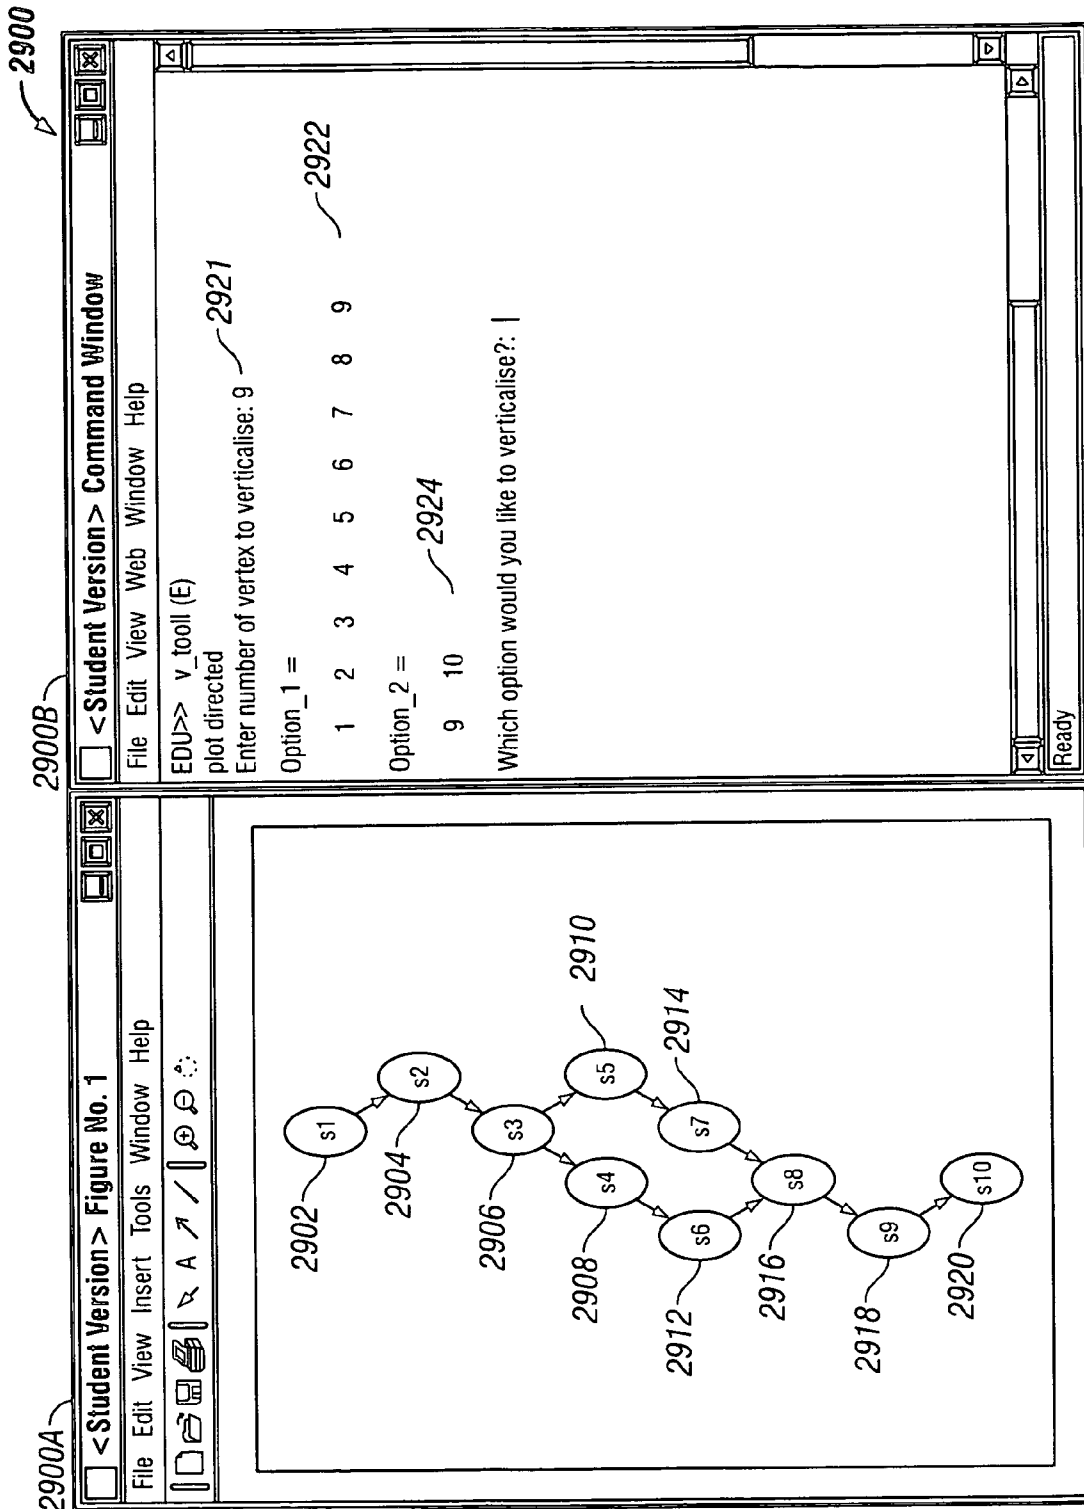 2900
2900A
<Student Version> Figure No. 1
File Edit View Insert Tools Window Help
A
s1
s2
s3
s4
s5
s6
s7
s8
s9
s10
2902
2904
2906
2908
2910
2912
2914
2916
2918
2920
2900B
<Student Version> Command Window
File Edit View Web Window Help
EDU>> v_tooll (E)
plot directed
Enter number of vertex to verticalise: 9
2921
Option_1 =
1 2 3 4 5 6 7 8 9
2922
Option_2 =
9 10
2924
Which option would you like to verticalise?: |
Ready